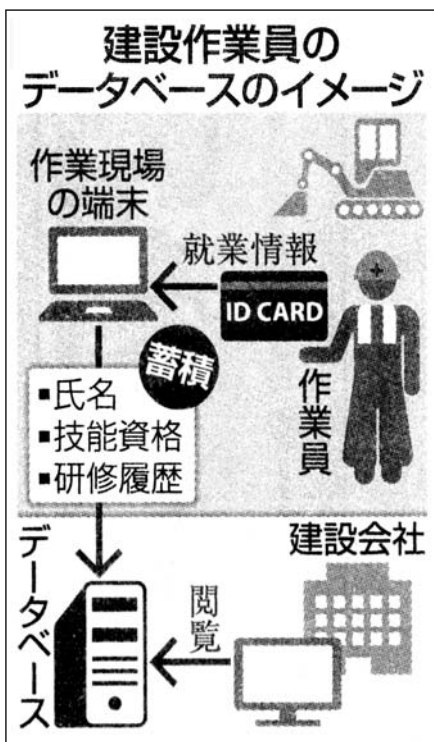 建設作業員の
データベースのイメージ
作業現場
の端末
就業情報
ID CARD
作業員
蓄積
▪氏名
▪技能資格
▪研修履歴
データベース
閲覧
建設会社